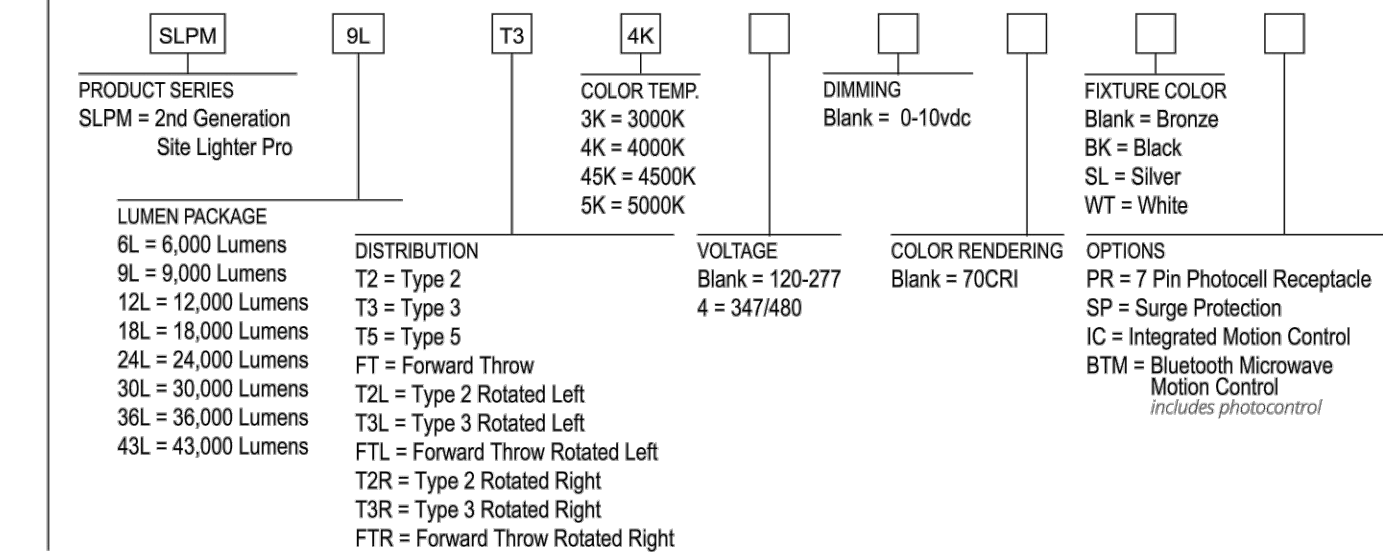 SLPM 9L T3 4K
PRODUCT SERIES
SLPM = 2nd Generation
Site Lighter Pro
LUMEN PACKAGE
6L = 6,000 Lumens
9L = 9,000 Lumens
12L = 12,000 Lumens
18L = 18,000 Lumens
24L = 24,000 Lumens
30L = 30,000 Lumens
36L = 36,000 Lumens
43L = 43,000 Lumens
DISTRIBUTION
T2 = Type 2
T3 = Type 3
T5 = Type 5
FT = Forward Throw
T2L = Type 2 Rotated Left
T3L = Type 3 Rotated Left
FTL = Forward Throw Rotated Left
T2R = Type 2 Rotated Right
T3R = Type 3 Rotated Right
FTR = Forward Throw Rotated Right
COLOR TEMP.
3K = 3000K
4K = 4000K
45K = 4500K
5K = 5000K
VOLTAGE
Blank = 120-277
4 = 347/480
DIMMING
Blank = 0-10vdc
COLOR RENDERING
Blank = 70CRI
FIXTURE COLOR
Blank = Bronze
BK = Black
SL = Silver
WT = White
OPTIONS
PR = 7 Pin Photocell Receptacle
SP = Surge Protection
IC = Integrated Motion Control
BTM = Bluetooth Microwave
Motion Control
includes photocontrol